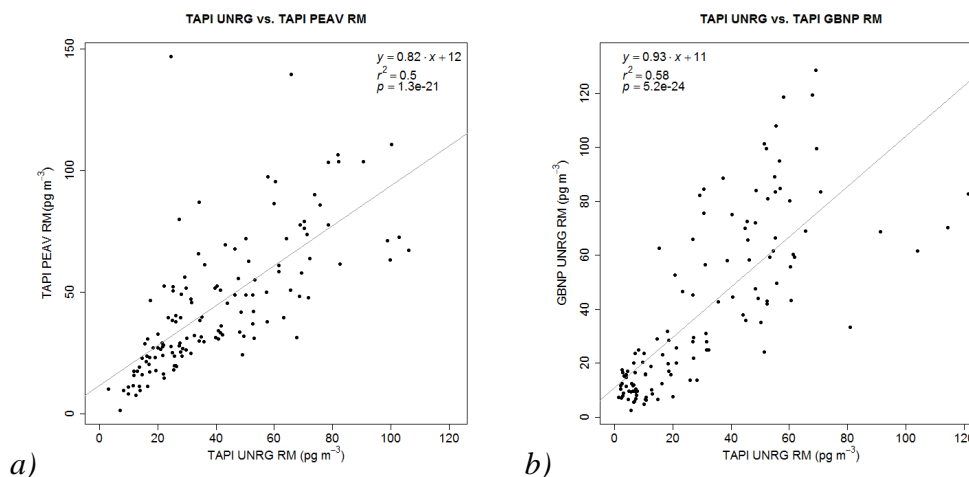 TAPI UNRG vs. TAPI PEAV RM
y = 0.82 · x + 12
r² = 0.5
p = 1.3e-21
150
100
50
0
TAPI PEAV RM(pg m⁻³)
0 20 40 60 80 100 120
TAPI UNRG RM (pg m⁻³)
a)
TAPI UNRG vs. TAPI GBNP RM
y = 0.93 · x + 11
r² = 0.58
p = 5.2e-24
120
100
80
60
40
20
0
GBNP UNRG RM (pg m⁻³)
0 20 40 60 80 100 120
TAPI UNRG RM (pg m⁻³)
b)